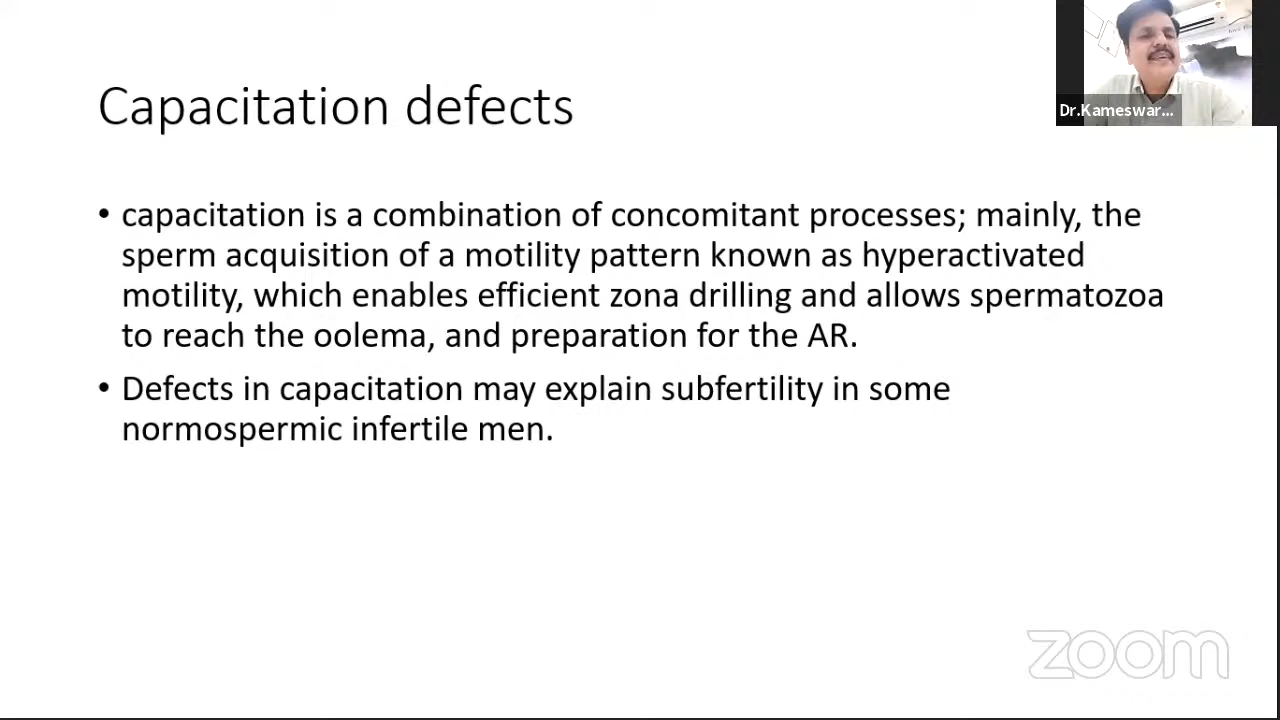 Capacitation defects
Dr.Kameswar...
• capacitation is a combination of concomitant processes; mainly, the
sperm acquisition of a motility pattern known as hyperactivated
motility, which enables efficient zona drilling and allows spermatozoa
to reach the oolema, and preparation for the AR.
• Defects in capacitation may explain subfertility in some
normospermic infertile men.
zoom